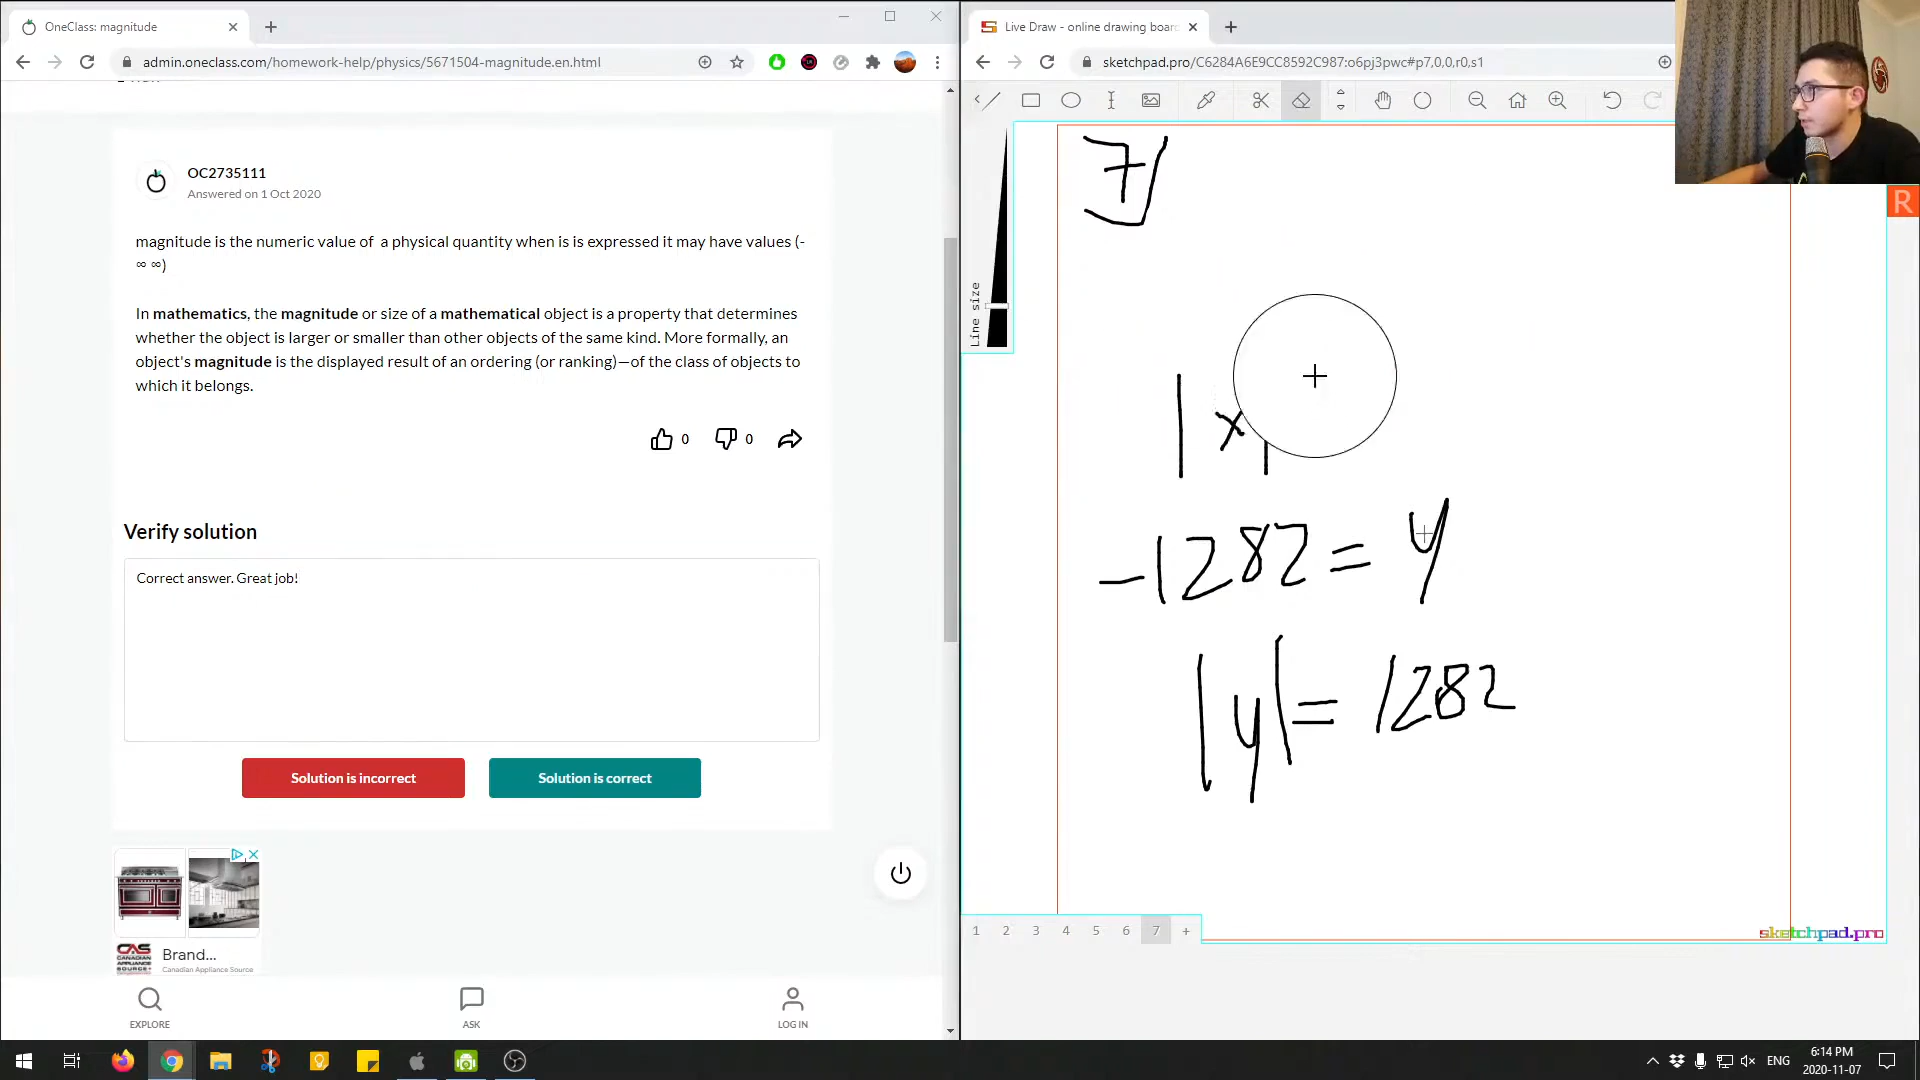 OneClass: magnitude
admin.oneclass.com/homework-help/physics/5671504-magnitude.en.html
OC2735111
Answered on 1 Oct 2020
magnitude is the numeric value of a physical quantity when is is expressed it may have values (-
∞ ∞)
In mathematics, the magnitude or size of a mathematical object is a property that determines
whether the object is larger or smaller than other objects of the same kind. More formally, an
object's magnitude is the displayed result of an ordering (or ranking)—of the class of objects to
which it belongs.
0 0
Verify solution
Correct answer. Great job!
Solution is incorrect
Solution is correct
CAS
CANADIAN
APPLIANCE
SOURCE
Brand...
Canadian Appliance Source
EXPLORE
ASK
LOG IN
Live Draw - online drawing boar
sketchpad.pro/C6284A6E9CC8592C987:o6pj3pwc#p7,0,0,r0,s1
R
Line size
7
| x |
-1282 = y
|y| = 1282
1 2 3 4 5 6 7 +
sketchpad.pro
ENG
6:14 PM
2020-11-07